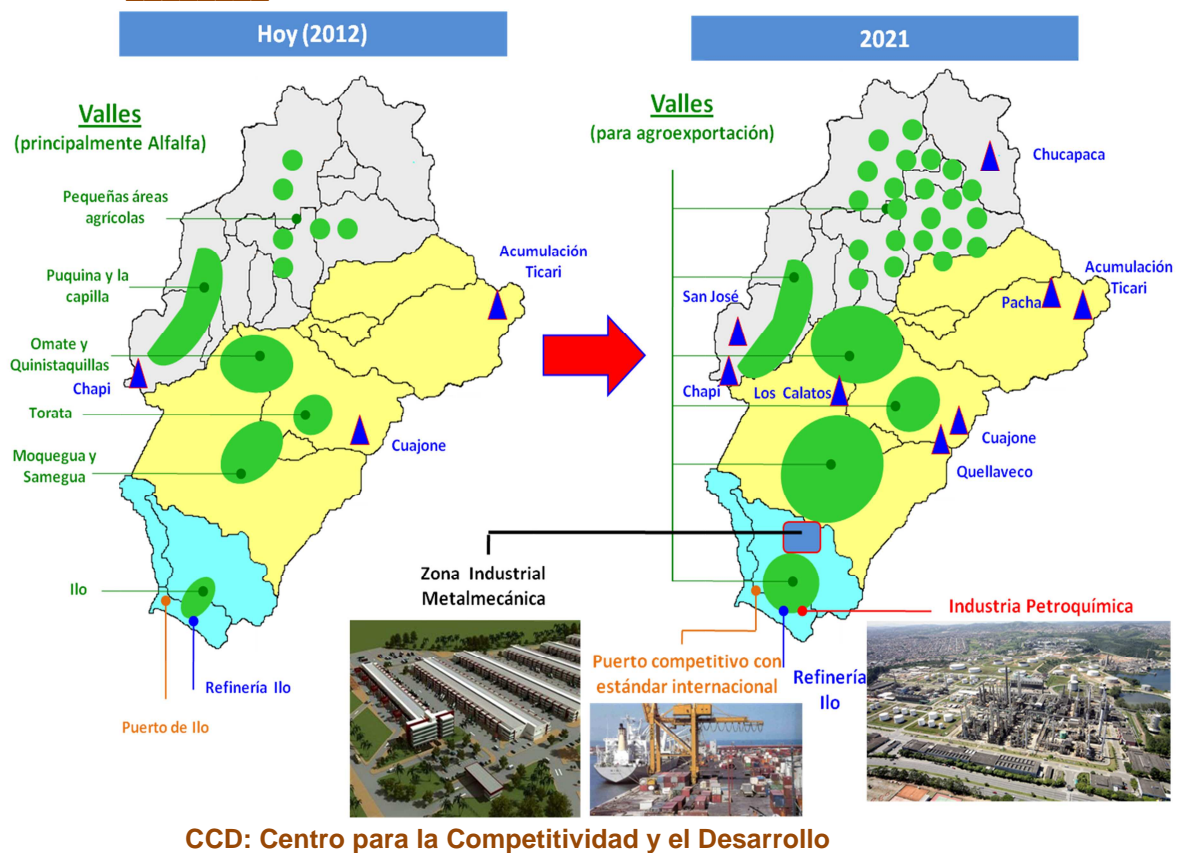 Hoy (2012)
Valles
(principalmente Alfalfa)
Pequeñas áreas
agrícolas
Puquina y la
capilla
Omate y
Quinistaquillas
Chapi
Torata
Moquegua y
Samegua
Ilo
Acumulación
Ticari
Cuajone
Refinería Ilo
Puerto de Ilo
2021
Valles
(para agroexportación)
Chucapaca
Acumulación
Ticari
Pacha
San José
Chapi
Los Calatos
Cuajone
Quellaveco
Zona Industrial
Metalmecánica
Industria Petroquímica
Puerto competitivo con
estándar internacional
Refinería
Ilo
CCD: Centro para la Competitividad y el Desarrollo